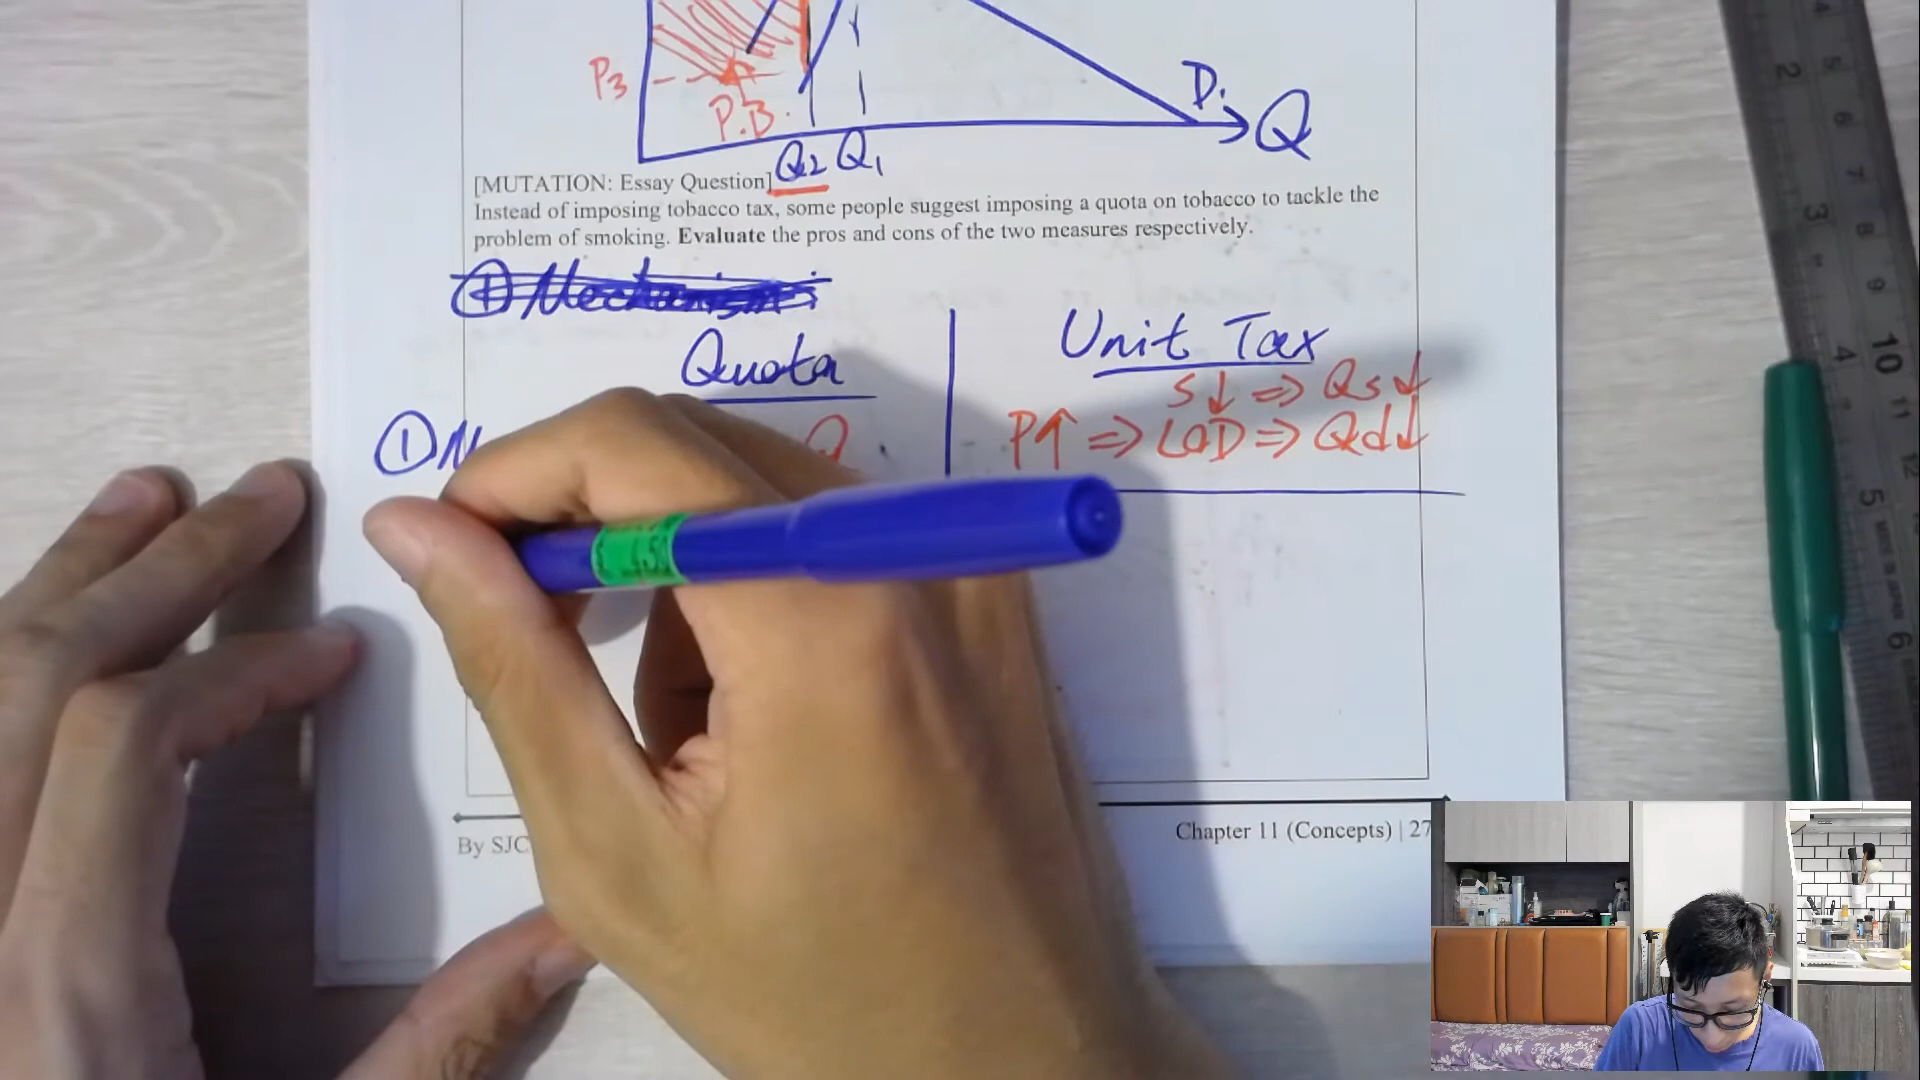 P3
P.B.
D.
Q
Q2 Q1
[MUTATION: Essay Question]
Instead of imposing tobacco tax, some people suggest imposing a quota on tobacco to tackle the
problem of smoking. Evaluate the pros and cons of the two measures respectively.
① Mechanism:
Quota
Unit Tax
S↓ ⇒ Qs↓
① M
Q
P↑ ⇒ LOD ⇒ Qd↓
By SJC
Chapter 11 (Concepts) | 27